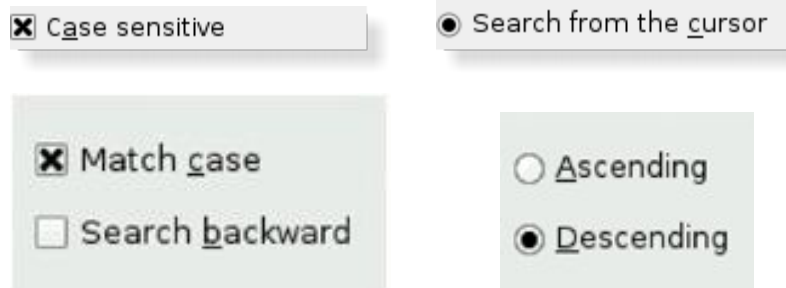 Case sensitive
Search from the cursor
Match case
Search backward
Ascending
Descending